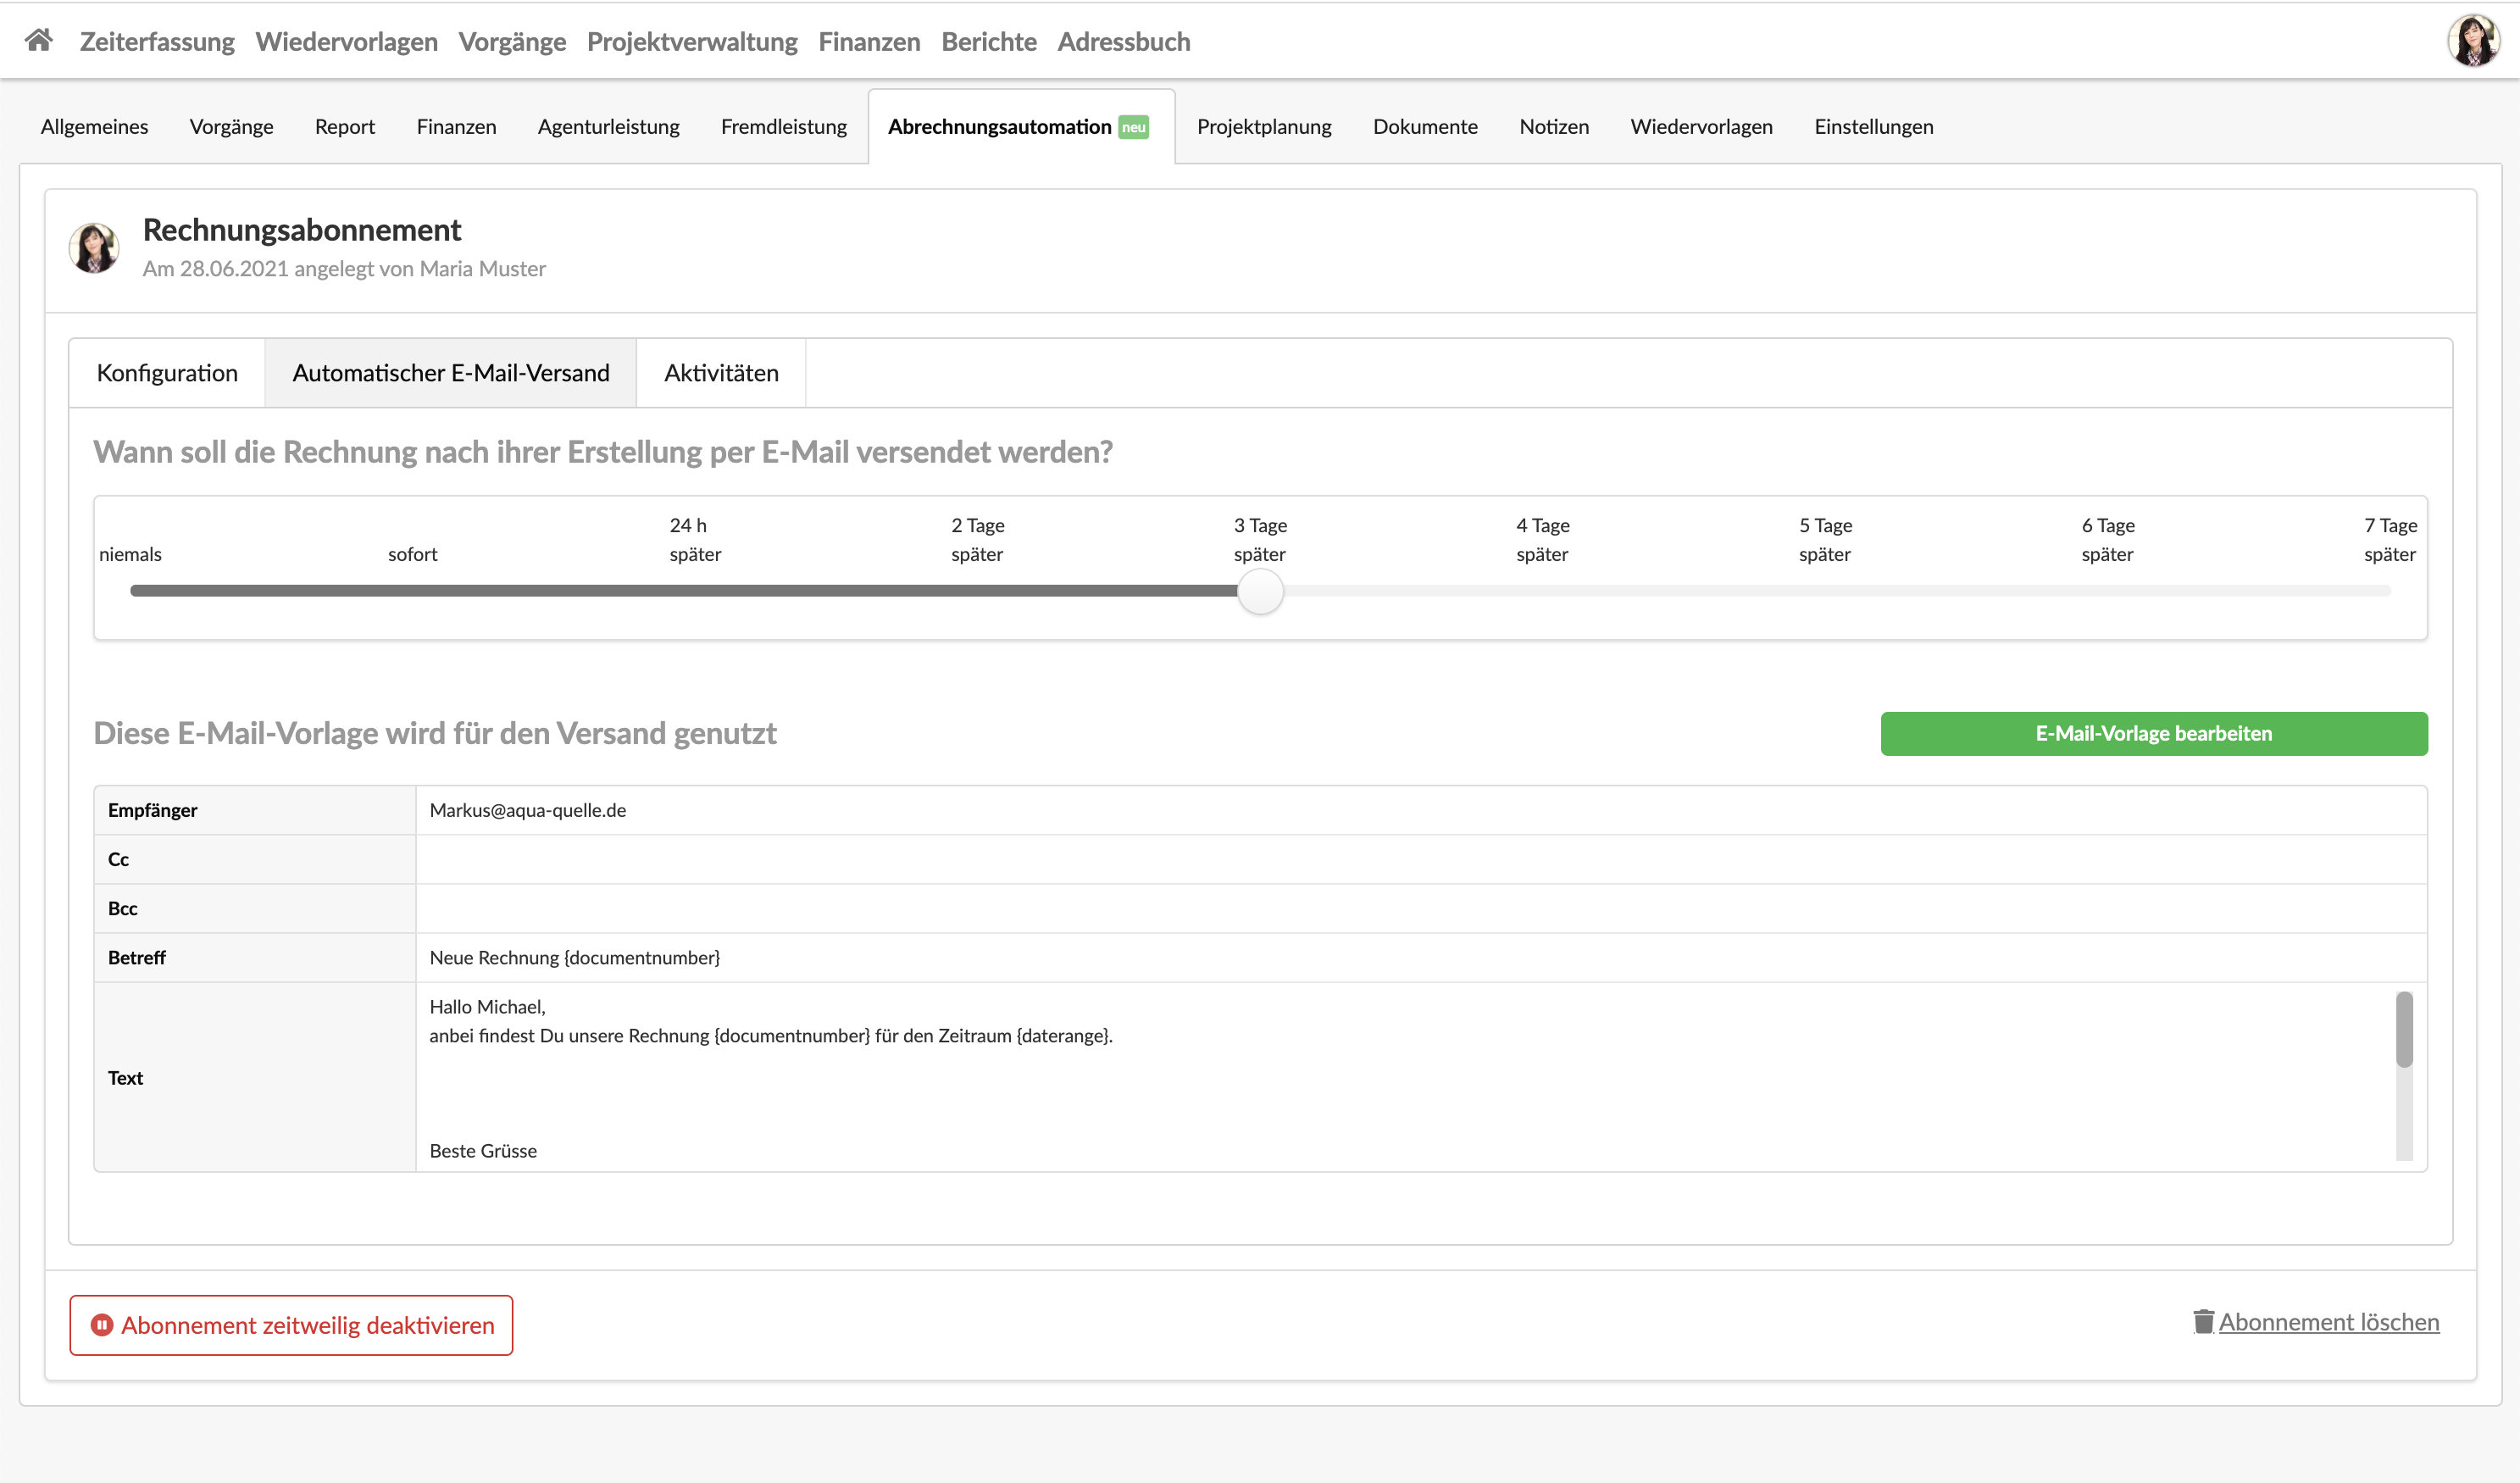 Zeiterfassung Wiedervorlagen Vorgänge Projektverwaltung Finanzen Berichte Adressbuch
Allgemeines Vorgänge Report Finanzen Agenturleistung Fremdleistung Abrechnungsautomation neu Projektplanung Dokumente Notizen Wiedervorlagen Einstellungen
Rechnungsabonnement
Am 28.06.2021 angelegt von Maria Muster
Konfiguration Automatischer E-Mail-Versand Aktivitäten
Wann soll die Rechnung nach ihrer Erstellung per E-Mail versendet werden?
24 h 2 Tage 3 Tage 4 Tage 5 Tage 6 Tage 7 Tage
niemals sofort später später später später später später später
Diese E-Mail-Vorlage wird für den Versand genutzt E-Mail-Vorlage bearbeiten
Empfänger Markus@aqua-quelle.de
Cc
Bcc
Betreff Neue Rechnung {documentnumber}
Hallo Michael,
anbei findest Du unsere Rechnung {documentnumber} für den Zeitraum {daterange}.
Text
Beste Grüsse
Abonnement zeitweilig deaktivieren Abonnement löschen